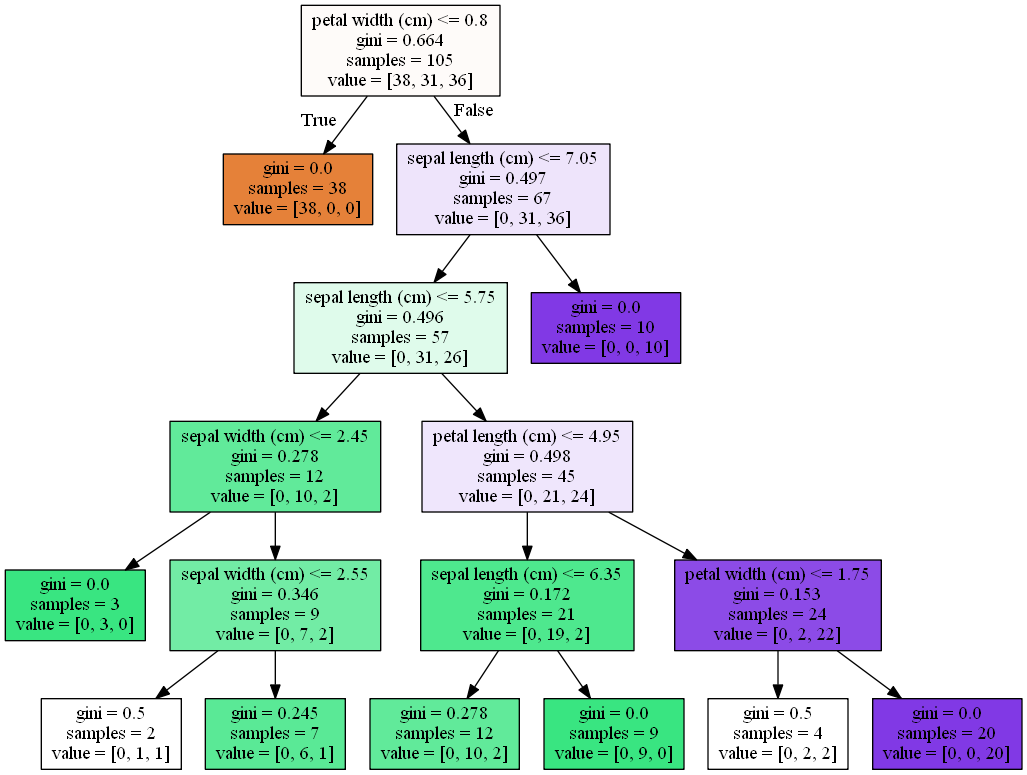 petal width (cm) <= 0.8
gini = 0.664
samples = 105
value = [38, 31, 36]
True
False
gini = 0.0
samples = 38
value = [38, 0, 0]
sepal length (cm) <= 7.05
gini = 0.497
samples = 67
value = [0, 31, 36]
sepal length (cm) <= 5.75
gini = 0.496
samples = 57
value = [0, 31, 26]
gini = 0.0
samples = 10
value = [0, 0, 10]
sepal width (cm) <= 2.45
gini = 0.278
samples = 12
value = [0, 10, 2]
petal length (cm) <= 4.95
gini = 0.498
samples = 45
value = [0, 21, 24]
gini = 0.0
samples = 3
value = [0, 3, 0]
sepal width (cm) <= 2.55
gini = 0.346
samples = 9
value = [0, 7, 2]
sepal length (cm) <= 6.35
gini = 0.172
samples = 21
value = [0, 19, 2]
petal width (cm) <= 1.75
gini = 0.153
samples = 24
value = [0, 2, 22]
gini = 0.5
samples = 2
value = [0, 1, 1]
gini = 0.245
samples = 7
value = [0, 6, 1]
gini = 0.278
samples = 12
value = [0, 10, 2]
gini = 0.0
samples = 9
value = [0, 9, 0]
gini = 0.5
samples = 4
value = [0, 2, 2]
gini = 0.0
samples = 20
value = [0, 0, 20]